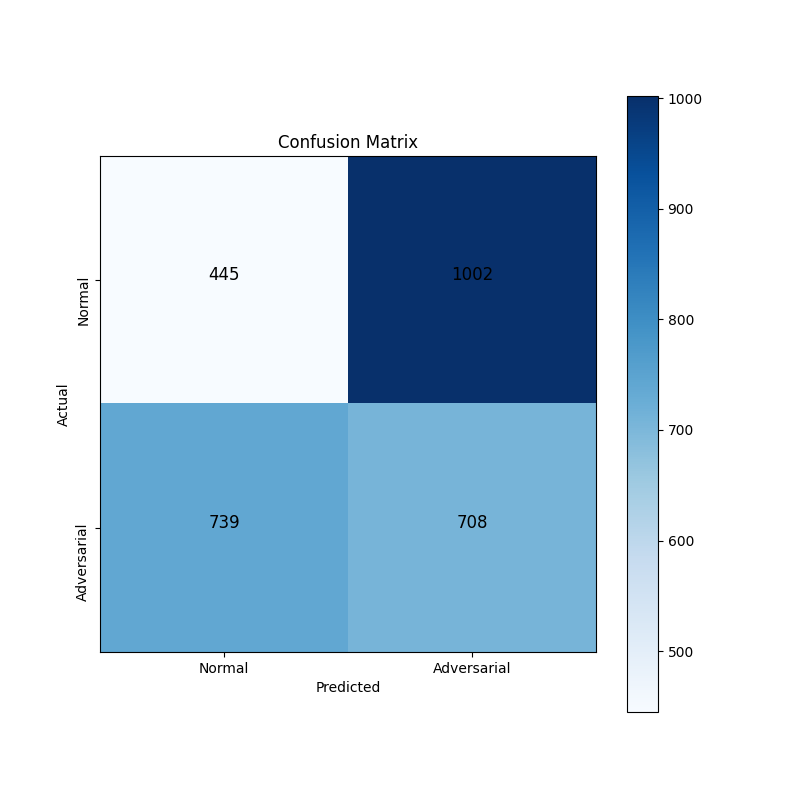 Confusion Matrix
Actual
Normal
Adversarial
445
1002
739
708
Normal
Adversarial
Predicted
1000
900
800
700
600
500